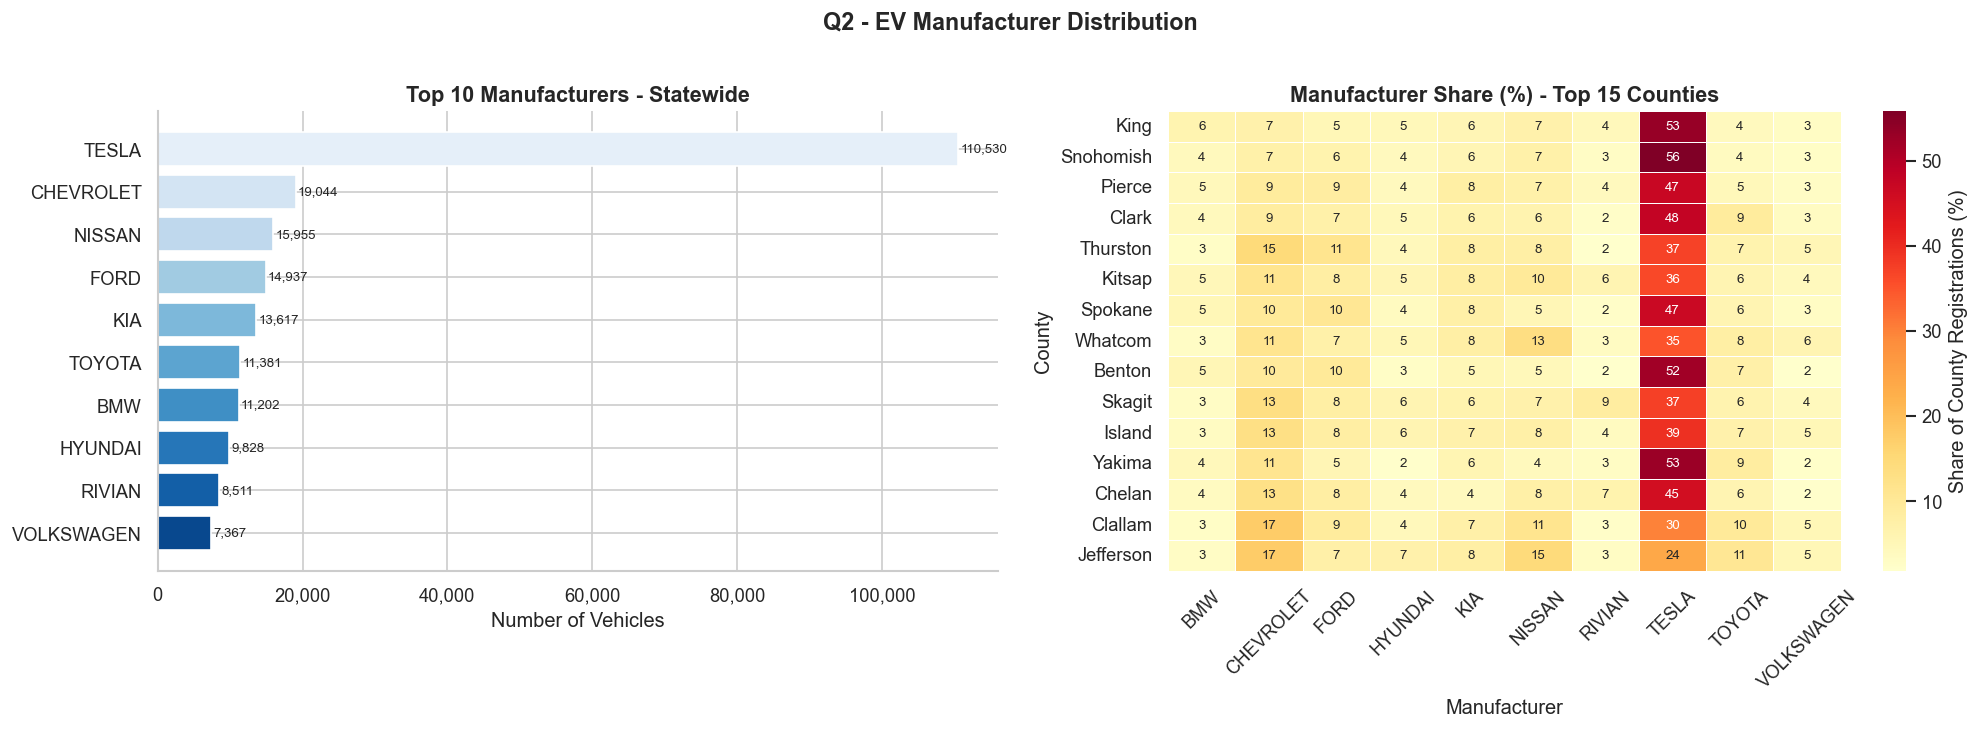 Q2 - EV Manufacturer Distribution
Top 10 Manufacturers - Statewide
TESLA 110,530
CHEVROLET 19,044
NISSAN 15,955
FORD 14,937
KIA 13,617
TOYOTA 11,381
BMW 11,202
HYUNDAI 9,828
RIVIAN 8,511
VOLKSWAGEN 7,367
0 20,000 40,000 60,000 80,000 100,000
Number of Vehicles
Manufacturer Share (%) - Top 15 Counties
County
King 6 7 5 5 6 7 4 53 4 3
Snohomish 4 7 6 4 6 7 3 56 4 3
Pierce 5 9 9 4 8 7 4 47 5 3
Clark 4 9 7 5 6 6 2 48 9 3
Thurston 3 15 11 4 8 8 2 37 7 5
Kitsap 5 11 8 5 8 10 6 36 6 4
Spokane 5 10 10 4 8 5 2 47 6 3
Whatcom 3 11 7 5 8 13 3 35 8 6
Benton 5 10 10 3 5 5 2 52 7 2
Skagit 3 13 8 6 6 7 9 37 6 4
Island 3 13 8 6 7 8 4 39 7 5
Yakima 4 11 5 2 6 4 3 53 9 2
Chelan 4 13 8 4 4 8 7 45 6 2
Clallam 3 17 9 4 7 11 3 30 10 5
Jefferson 3 17 7 7 8 15 3 24 11 5
BMW CHEVROLET FORD HYUNDAI KIA NISSAN RIVIAN TESLA TOYOTA VOLKSWAGEN
Manufacturer
50
40
30
20
10
Share of County Registrations (%)